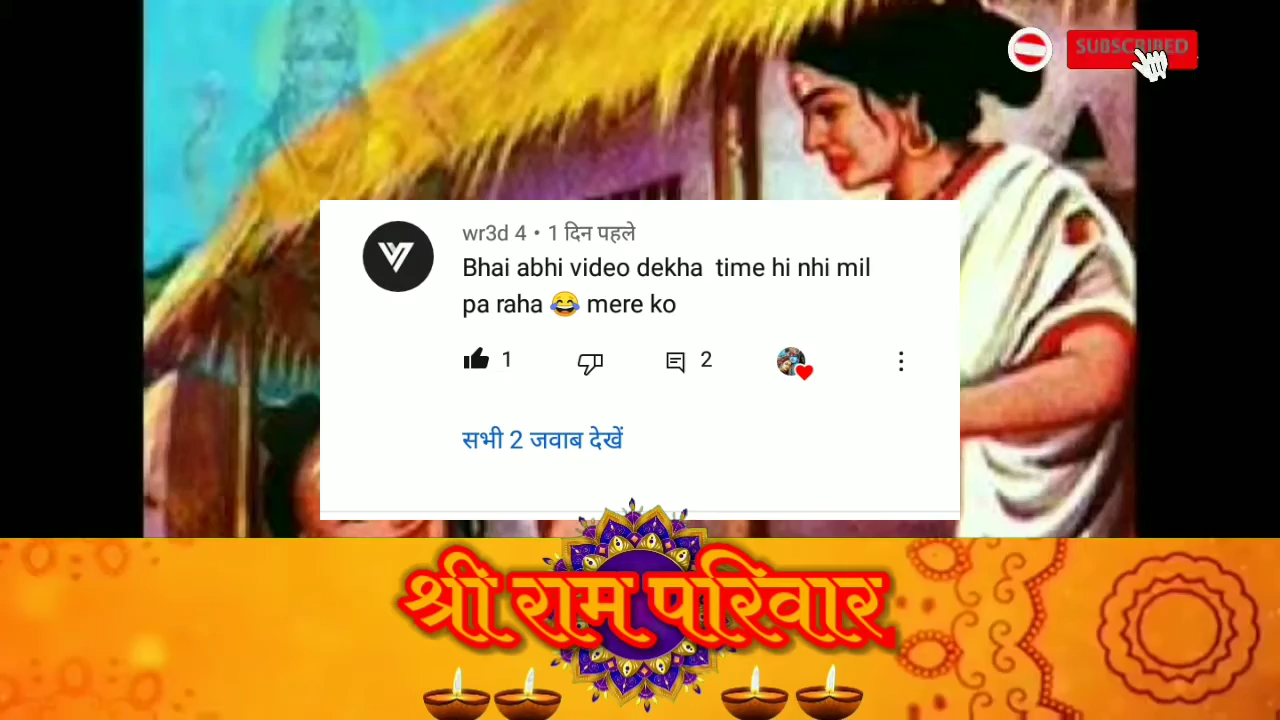 SUBSCRIBED
wr3d 4 • 1 दिन पहले
Bhai abhi video dekha time hi nhi mil
pa raha 😂 mere ko
1
2
सभी 2 जवाब देखें
श्री राम परिवार